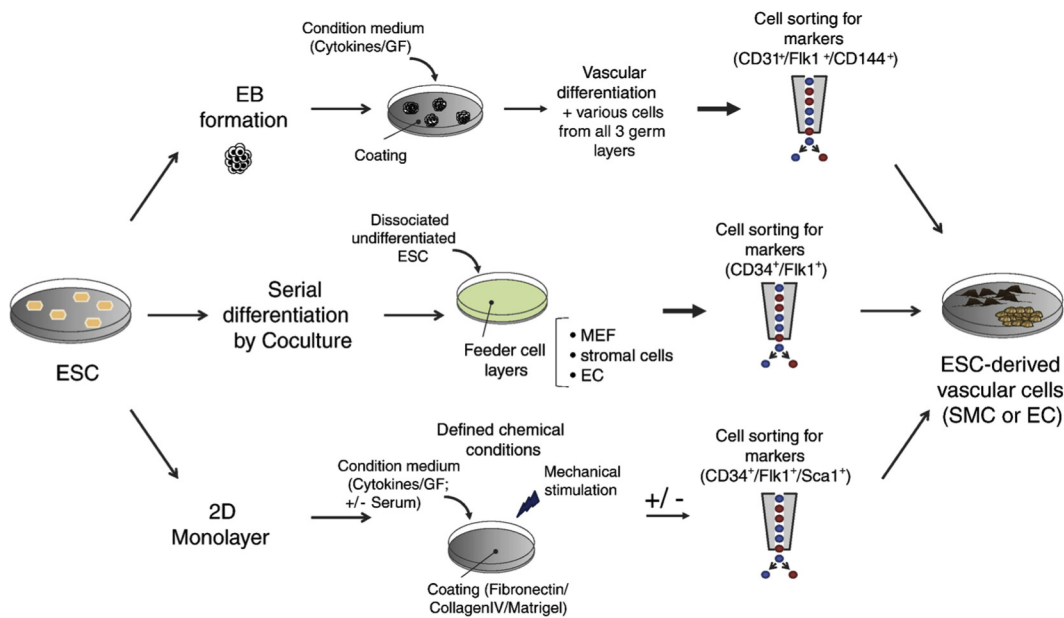 Condition medium
(Cytokines/GF)
EB
formation
Coating
Vascular
differentiation
+ various cells
from all 3 germ
layers
Cell sorting for
markers
(CD31⁺/Flk1⁺/CD144⁺)
ESC
Serial
differentiation
by Coculture
Dissociated
undifferentiated
ESC
Feeder cell
layers
• MEF
• stromal cells
• EC
Cell sorting for
markers
(CD34⁺/Flk1⁺)
ESC-derived
vascular cells
(SMC or EC)
2D
Monolayer
Defined chemical
conditions
Condition medium
(Cytokines/GF;
+/- Serum)
Mechanical
stimulation
Coating (Fibronectin/
CollagenIV/Matrigel)
+/ -
Cell sorting for
markers
(CD34⁺/Flk1⁺/Sca1⁺)